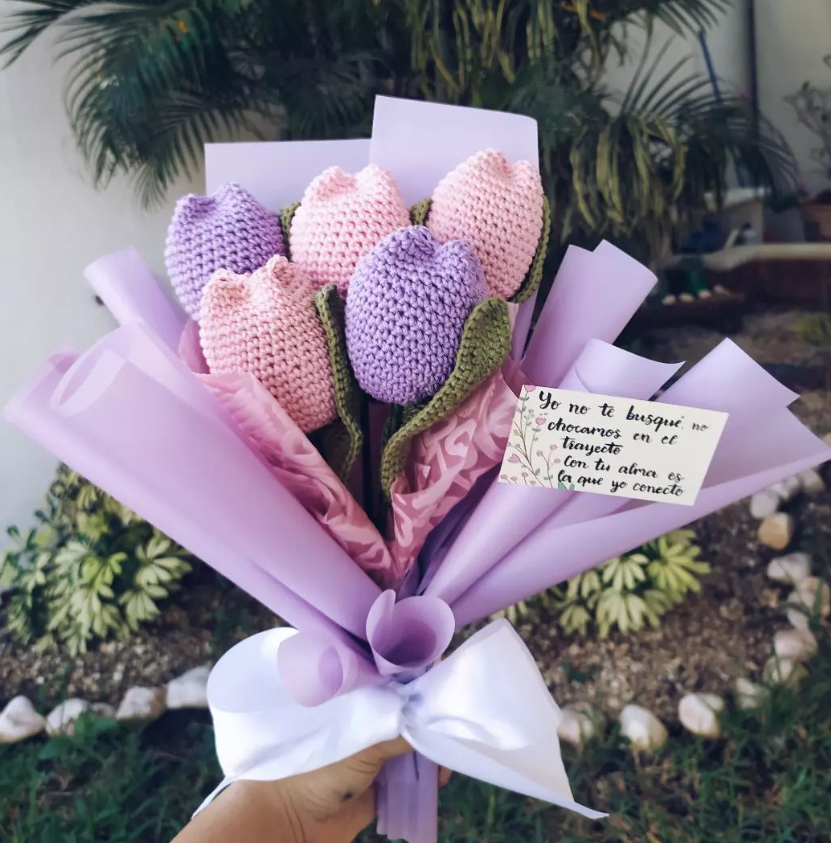 Yo no te busqué, no
chocamos en el
trayecto
Con tu alma es
la que yo conecto